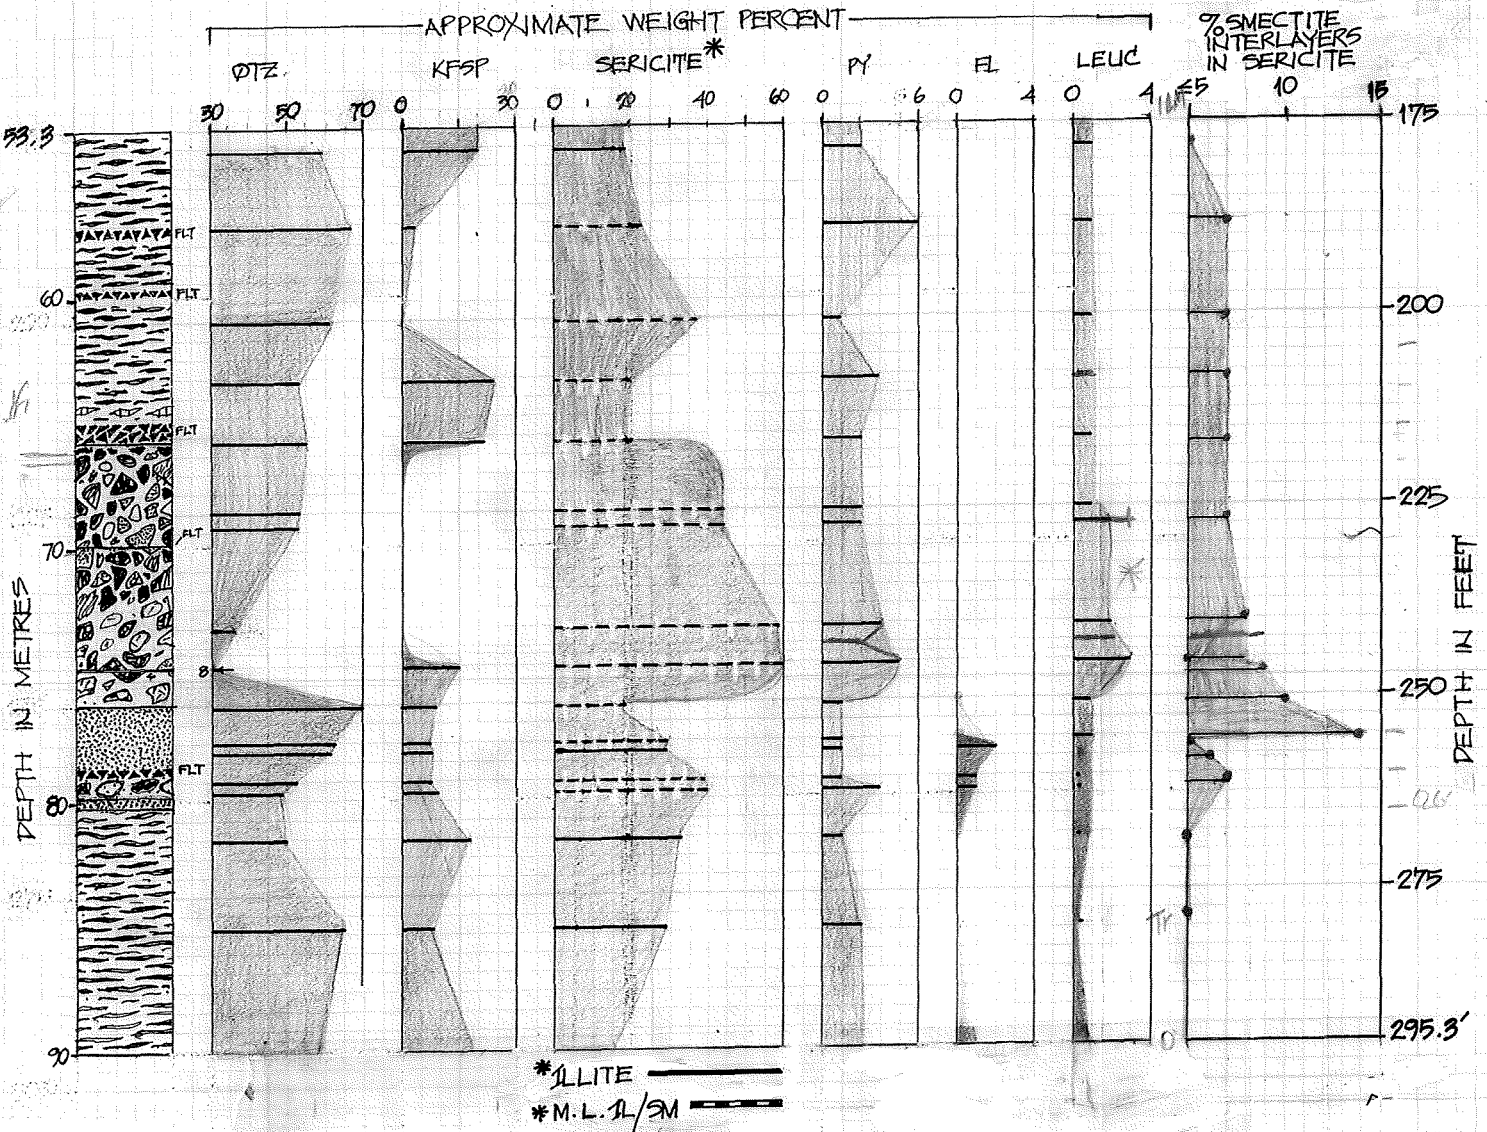 APPROXIMATE WEIGHT PERCENT
% SMECTITE
INTERLAYERS
IN SERICITE
QTZ KFSP SERICITE* PY FL LEUC
30 50 70 0 30 0 20 40 60 0 6 0 4 0 4 ≤5 10 15
53.3
175
FLT
60
FLT
200
FLT
225
70
FLT
8
250
FLT
80
275
Tr
0
90
295.3'
DEPTH IN METRES
DEPTH IN FEET
*ILLITE
*M.L. IL/SM